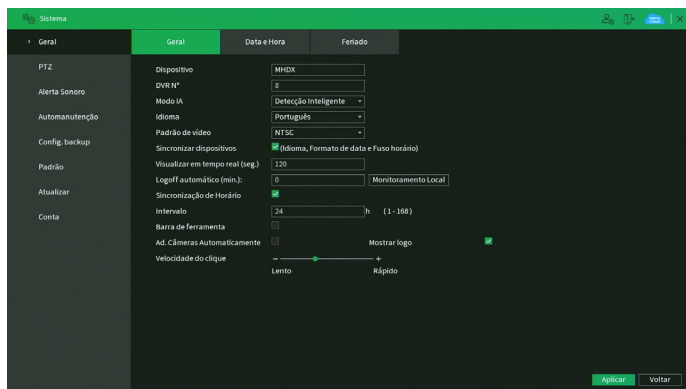 Sistema
Geral
PTZ
Alerta Sonoro
Automanutenção
Config. backup
Padrão
Atualizar
Conta
Geral
Data e Hora
Feriado
Dispositivo MHDX
DVR Nº 8
Modo IA Detecção Inteligente
Idioma Português
Padrão de vídeo NTSC
Sincronizar dispositivos (Idioma, Formato de data e Fuso horário)
Visualizar em tempo real (seg.) 120
Logoff automático (min.): 0 Monitoramento Local
Sincronização de Horário
Intervalo 24 h (1-168)
Barra de ferramenta
Ad. Câmeras Automaticamente Mostrar logo
Velocidade do clique
Lento Rápido
Aplicar Voltar